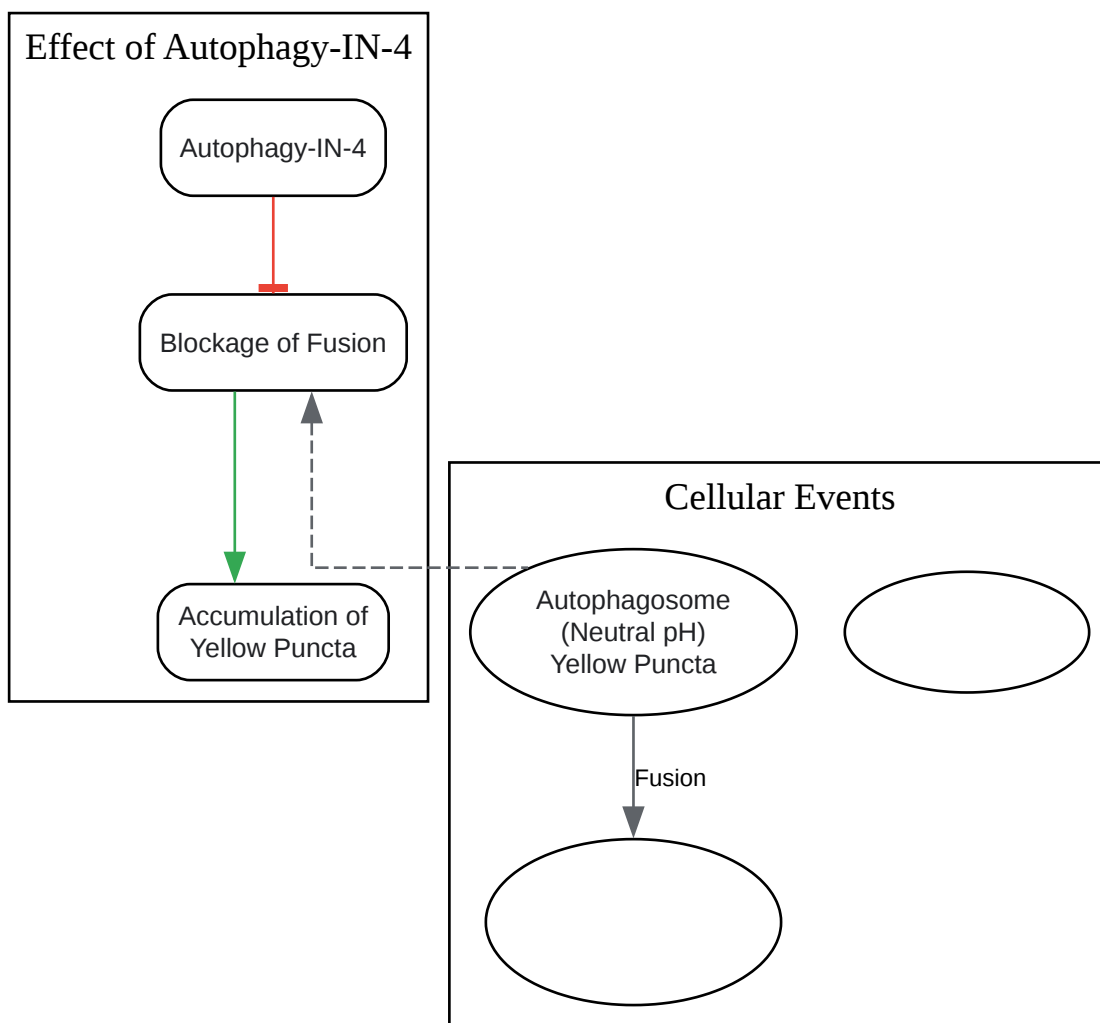 Effect of Autophagy-IN-4
Autophagy-IN-4
Blockage of Fusion
Accumulation of
Yellow Puncta
Cellular Events
Autophagosome
(Neutral pH)
Yellow Puncta
Fusion